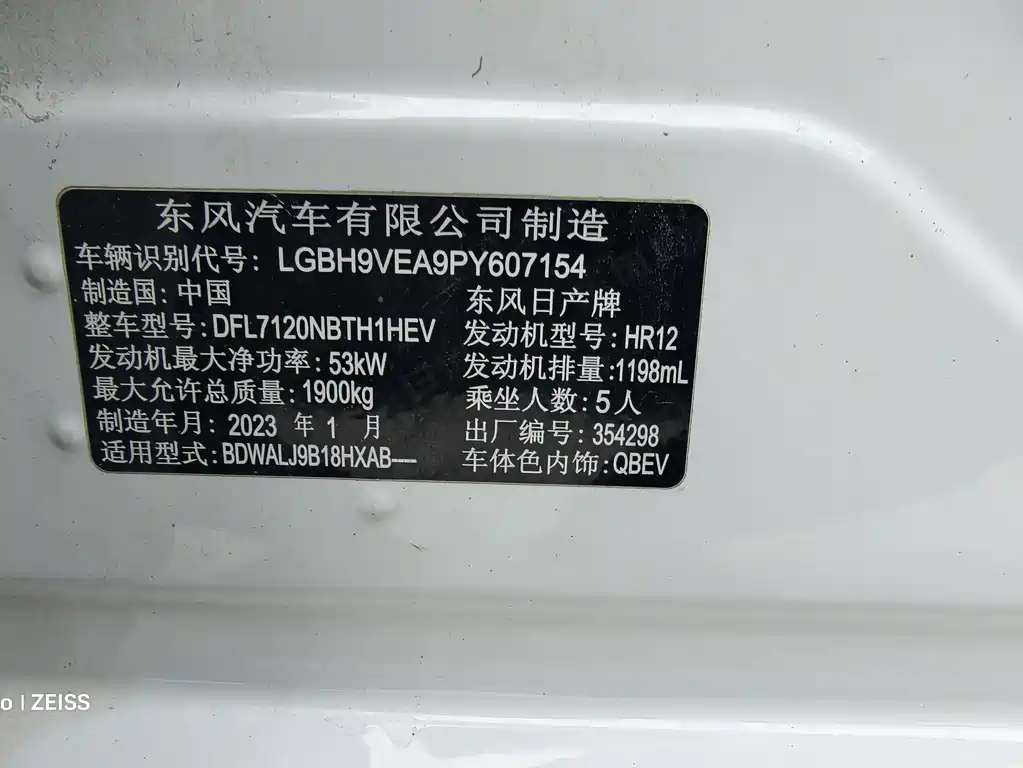 东风汽车有限公司制造
车辆识别代号: LGBH9VEA9PY607154
制造国: 中国 东风日产牌
整车型号: DFL7120NBTH1HEV 发动机型号: HR12
发动机最大净功率: 53kW 发动机排量: 1198mL
最大允许总质量: 1900kg 乘坐人数: 5人
制造年月: 2023 年 1 月 出厂编号: 354298
适用型式: BDWALJ9B18HXAB---- 车体色内饰: QBEV
o | ZEISS